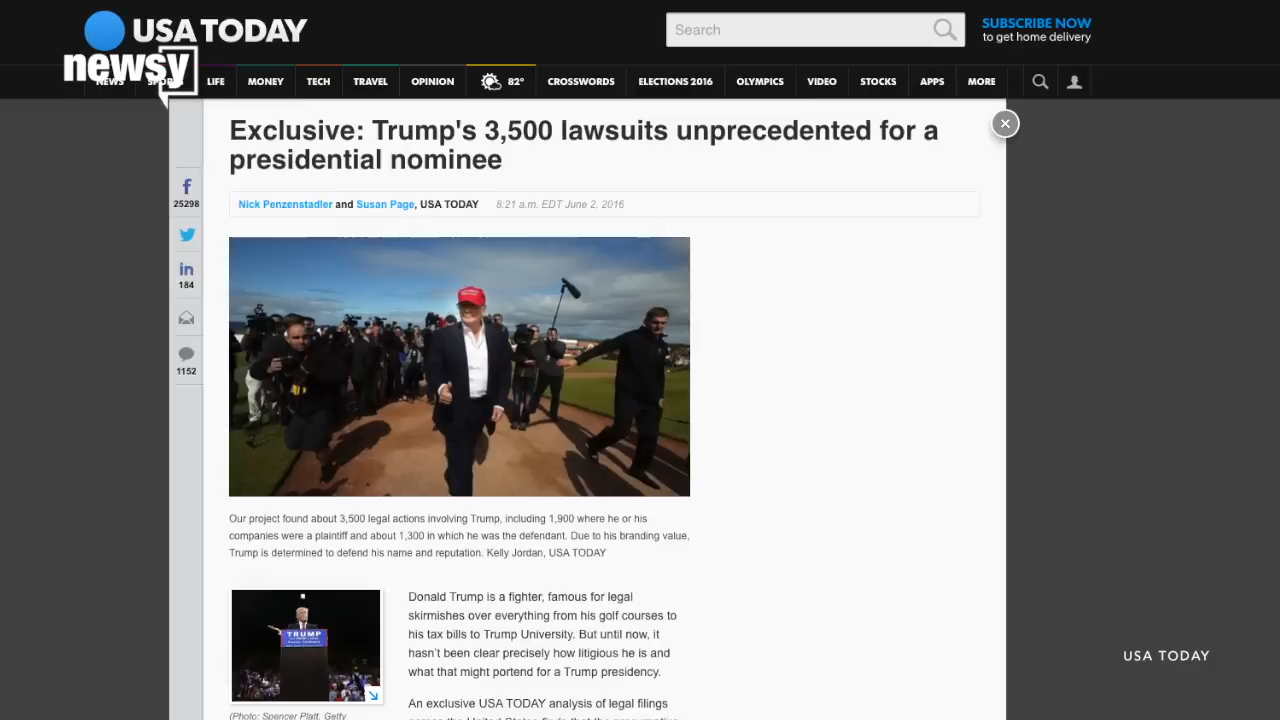 USA TODAY
newsy
Search
SUBSCRIBE NOW
to get home delivery
NEWS SPORTS LIFE MONEY TECH TRAVEL OPINION 82° CROSSWORDS ELECTIONS 2016 OLYMPICS VIDEO STOCKS APPS MORE
Exclusive: Trump's 3,500 lawsuits unprecedented for a
presidential nominee
Nick Penzenstadler and Susan Page, USA TODAY 8:21 a.m. EDT June 2, 2016
25298
in
184
1152
Our project found about 3,500 legal actions involving Trump, including 1,900 where he or his
companies were a plaintiff and about 1,300 in which he was the defendant. Due to his branding value,
Trump is determined to defend his name and reputation. Kelly Jordan, USA TODAY
TRUMP
(Photo: Spencer Platt, Getty
Donald Trump is a fighter, famous for legal
skirmishes over everything from his golf courses to
his tax bills to Trump University. But until now, it
hasn't been clear precisely how litigious he is and
what that might portend for a Trump presidency.
An exclusive USA TODAY analysis of legal filings
USA TODAY